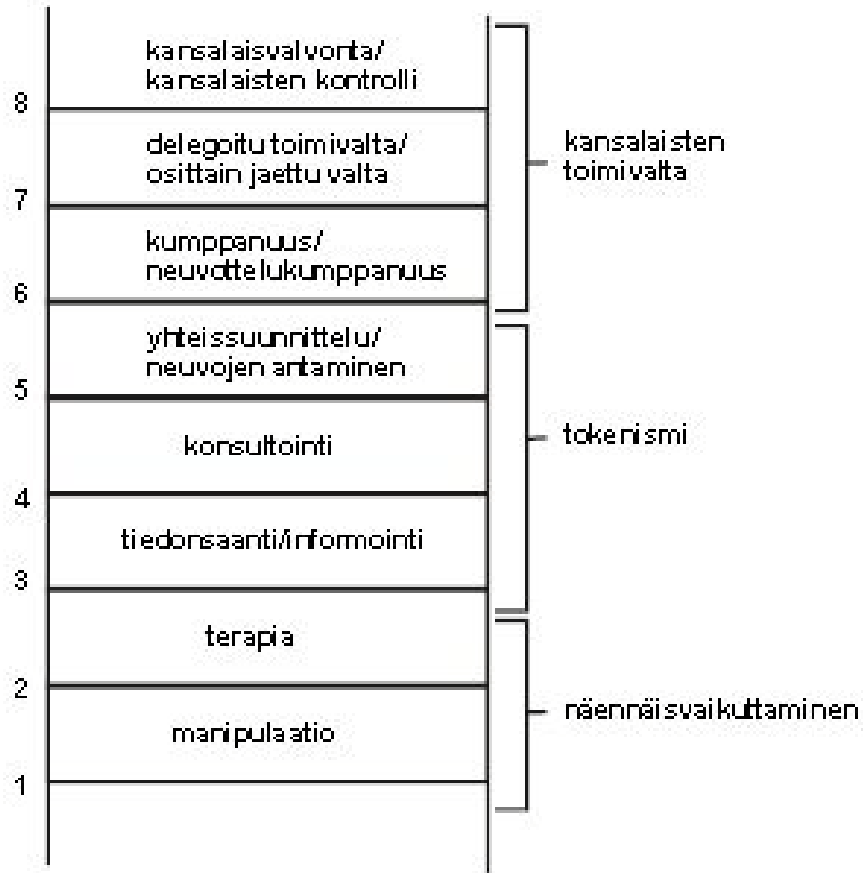 kansalaisvalvonta/
kansalaisten kontrolli
8
delegoitu toimivalta/
osittain jaettu valta
7
kansalaisten
toimivalta
kumppanuus/
neuvottelukumppanuus
6
yhteissuunnittelu/
neuvojen antaminen
5
konsultointi
tokenismi
4
tiedonsaanti/informointi
3
terapia
2
näennäisvaikuttaminen
manipulaatio
1